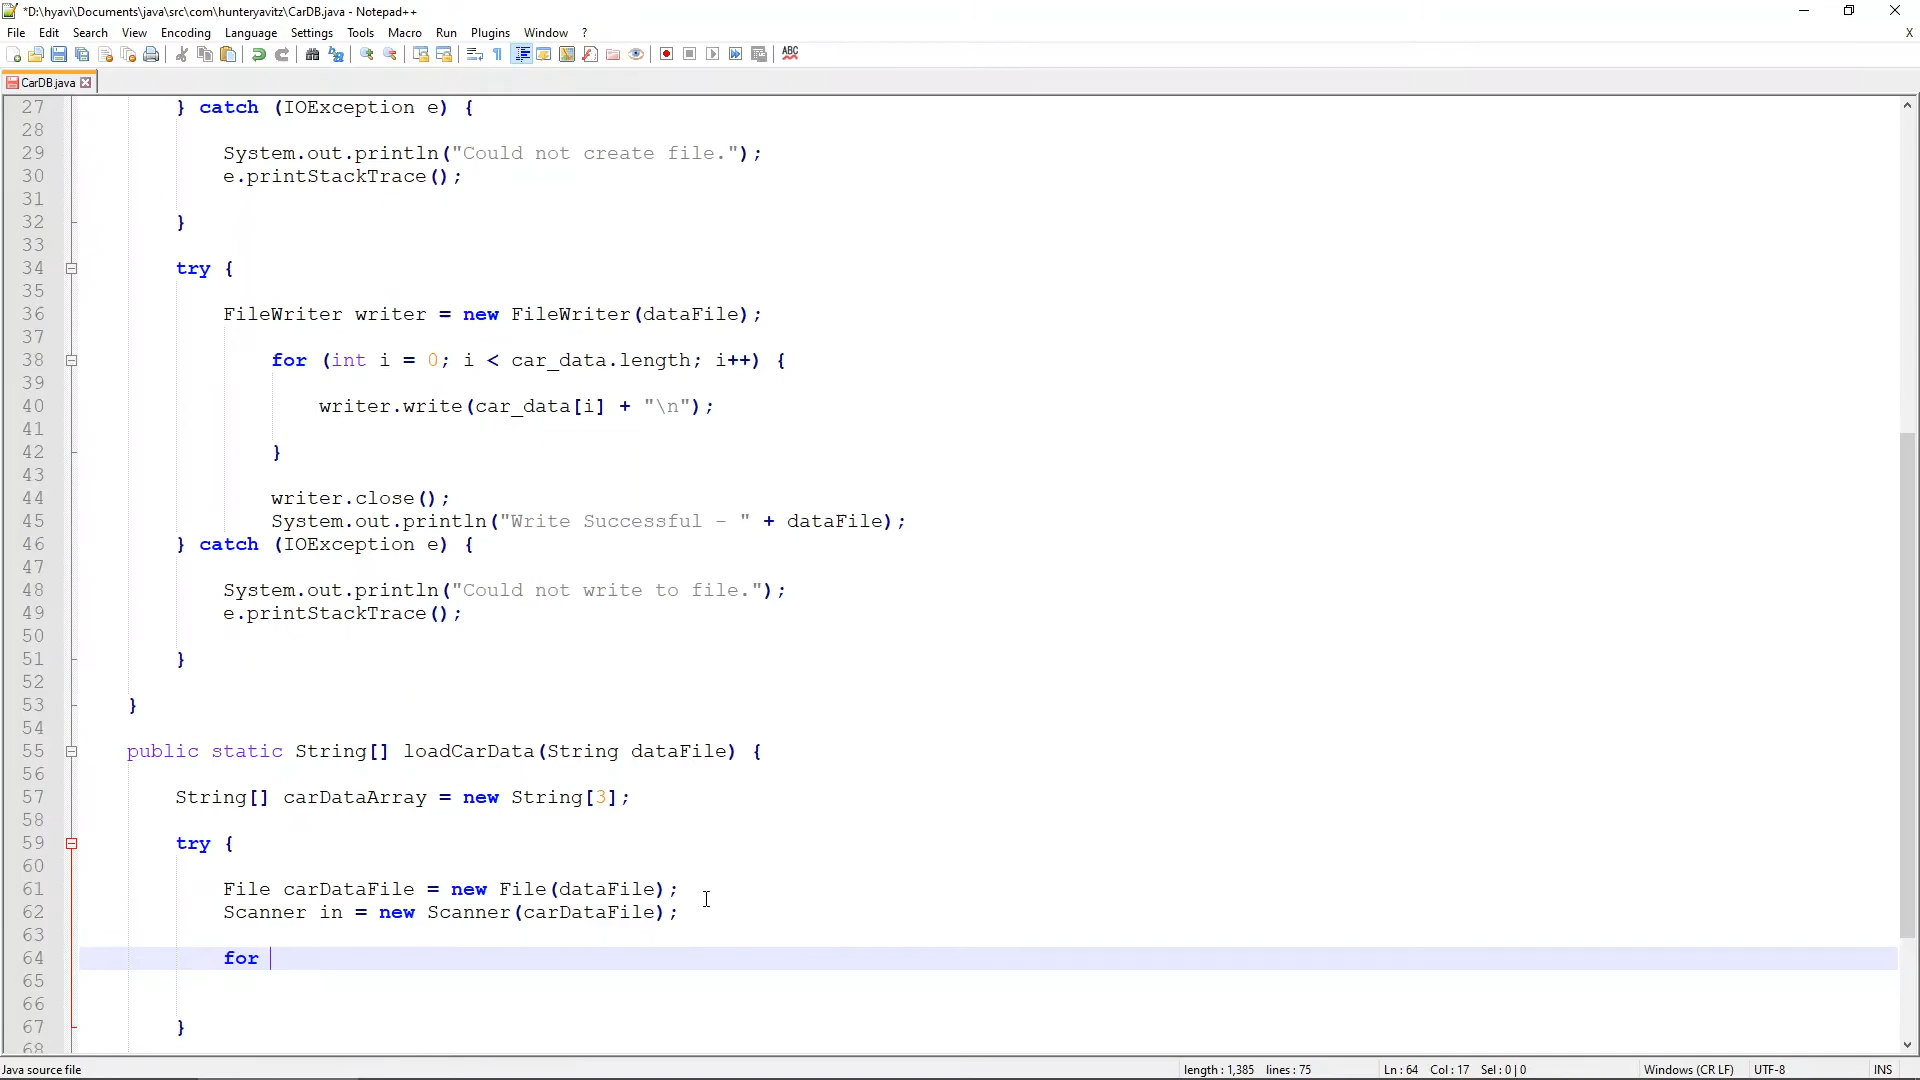 *D:\hyavi\Documents\java\src\com\hunteryavitz\CarDB.java - Notepad++
File Edit Search View Encoding Language Settings Tools Macro Run Plugins Window ? X
ABC
CarDB.java
27 } catch (IOException e) {
28
29 System.out.println("Could not create file.");
30 e.printStackTrace();
31
32 }
33
34 try {
35
36 FileWriter writer = new FileWriter(dataFile);
37
38 for (int i = 0; i < car_data.length; i++) {
39
40 writer.write(car_data[i] + "\n");
41
42 }
43
44 writer.close();
45 System.out.println("Write Successful - " + dataFile);
46 } catch (IOException e) {
47
48 System.out.println("Could not write to file.");
49 e.printStackTrace();
50
51 }
52
53 }
54
55 public static String[] loadCarData(String dataFile) {
56
57 String[] carDataArray = new String[3];
58
59 try {
60
61 File carDataFile = new File(dataFile);
62 Scanner in = new Scanner(carDataFile);
63
64 for
65
66
67 }
68
Java source file length : 1,385 lines : 75 Ln : 64 Col : 17 Sel : 0 | 0 Windows (CR LF) UTF-8 INS